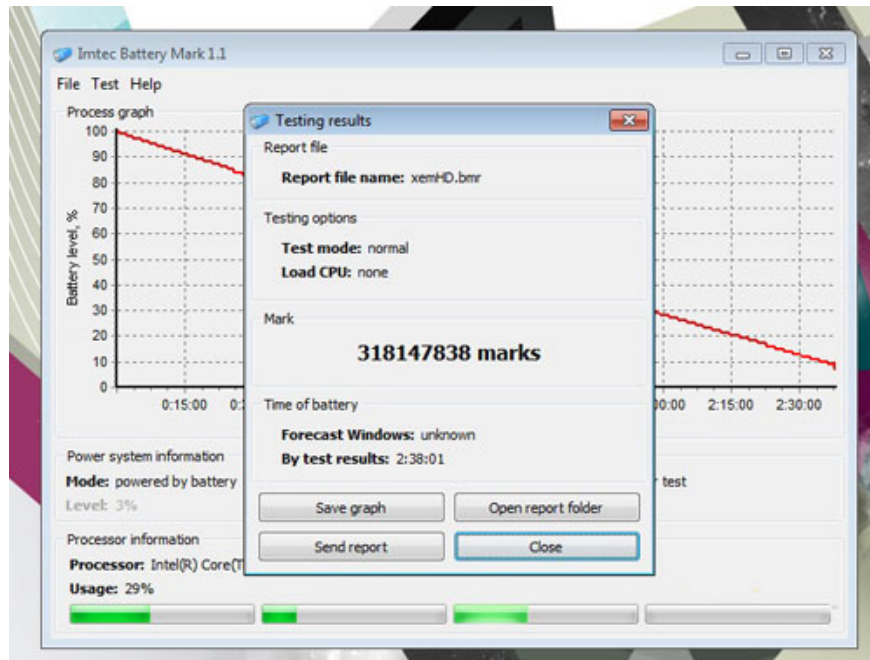 Imtec Battery Mark 1.1
File Test Help
Process graph
Battery level, %
100
90
80
70
60
50
40
30
20
10
0
0:15:00 2:15:00 2:30:00
Power system information
Mode: powered by battery test
Level: 3%
Processor information
Processor: Intel(R)
Usage: 29%
Testing results
Report file
Report file name: xemHD.bmr
Testing options
Test mode: normal
Load CPU: none
Mark
318147838 marks
Time of battery
Forecast Windows: unknown
By test results: 2:38:01
Save graph Open report folder
Send report Close